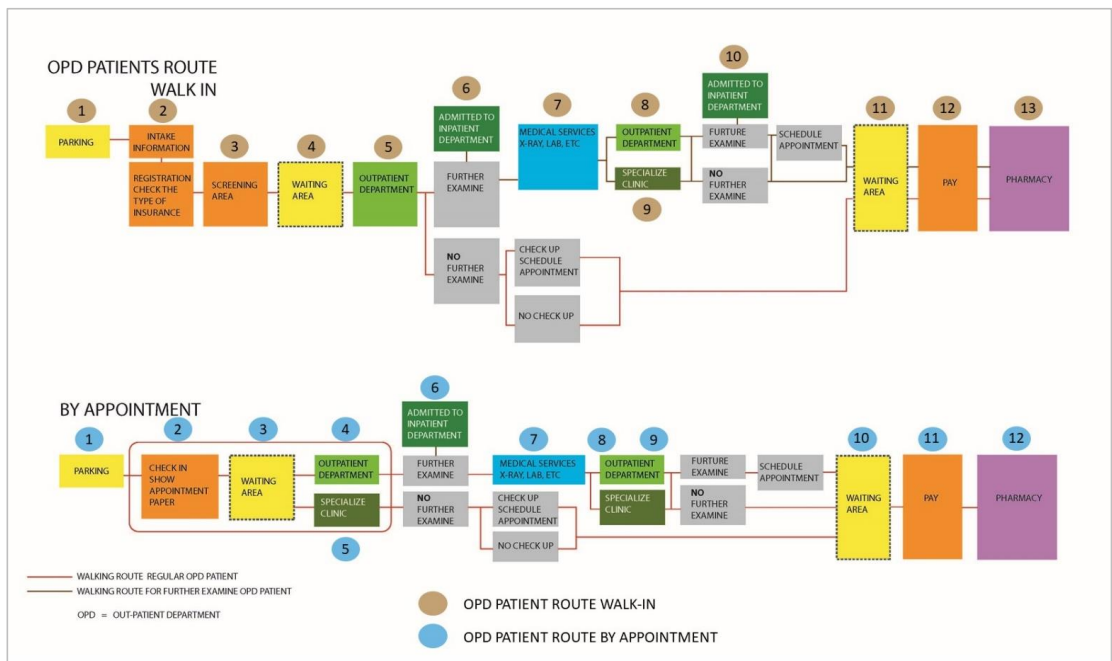 OPD PATIENTS ROUTE
WALK IN
1
2
3
4
5
6
7
8
9
10
11
12
13
PARKING
INTAKE
INFORMATION
REGISTRATION
CHECK THE
TYPE OF
INSURANCE
SCREENING
AREA
WAITING
AREA
OUTPATIENT
DEPARTMENT
ADMITTED TO
INPATIENT
DEPARTMENT
FURTHER
EXAMINE
NO
FURTHER
EXAMINE
CHECK UP
SCHEDULE
APPOINTMENT
NO CHECK UP
MEDICAL SERVICES
X-RAY, LAB, ETC
OUTPATIENT
DEPARTMENT
SPECIALIZE
CLINIC
ADMITTED TO
INPATIENT
DEPARTMENT
FURTURE
EXAMINE
NO
FURTHER
EXAMINE
SCHEDULE
APPOINTMENT
WAITING
AREA
PAY
PHARMACY
BY APPOINTMENT
1
2
3
4
5
6
7
8
9
10
11
12
PARKING
CHECK IN
SHOW
APPOINTMENT
PAPER
WAITING
AREA
OUTPATIENT
DEPARTMENT
SPECIALIZE
CLINIC
ADMITTED TO
INPATIENT
DEPARTMENT
FURTHER
EXAMINE
NO
FURTHER
EXAMINE
MEDICAL SERVICES
X-RAY, LAB, ETC
CHECK UP
SCHEDULE
APPOINTMENT
NO CHECK UP
OUTPATIENT
DEPARTMENT
SPECIALIZE
CLINIC
FURTURE
EXAMINE
NO
FURTHER
EXAMINE
SCHEDULE
APPOINTMENT
WAITING
AREA
PAY
PHARMACY
WALKING ROUTE REGULAR OPD PATIENT
WALKING ROUTE FOR FURTHER EXAMINE OPD PATIENT
OPD = OUT-PATIENT DEPARTMENT
OPD PATIENT ROUTE WALK-IN
OPD PATIENT ROUTE BY APPOINTMENT